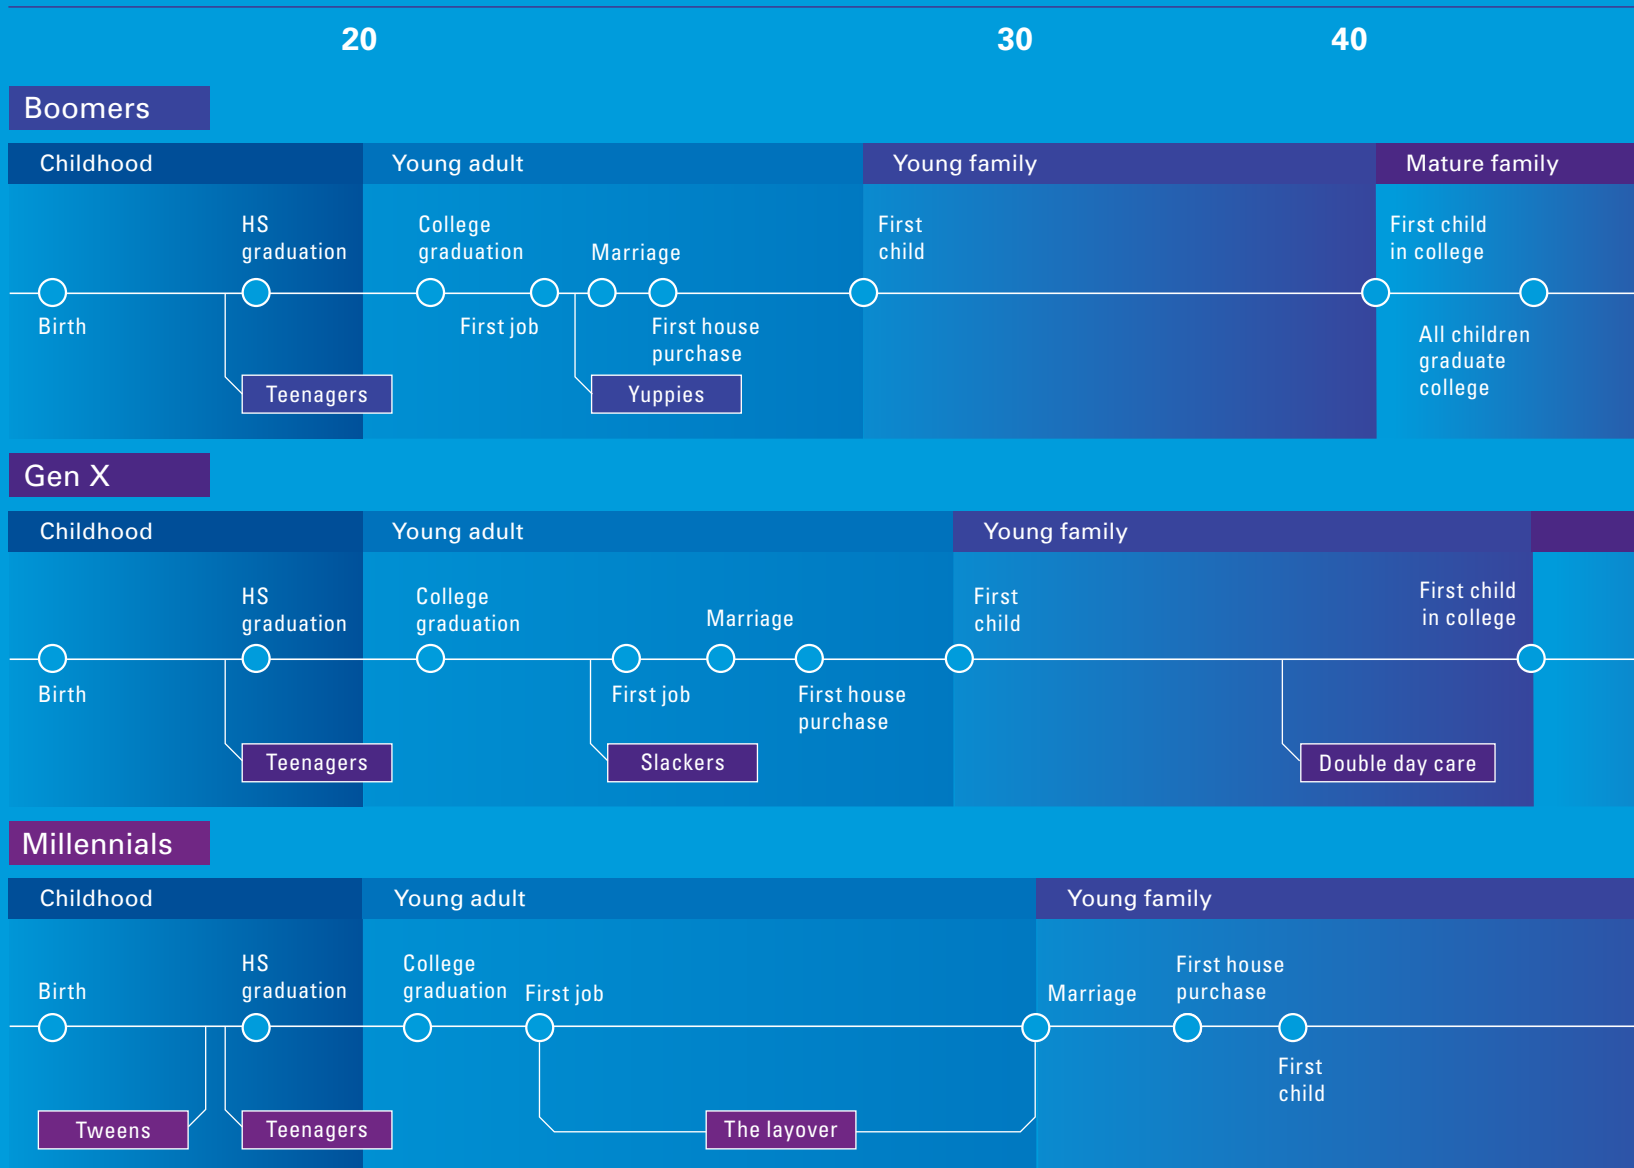 20
30
40
Boomers
Childhood
Young adult
Young family
Mature family
HS
graduation
College
graduation
Marriage
First
child
First child
in college
Birth
First job
First house
purchase
All children
graduate
college
Teenagers
Yuppies
Gen X
Childhood
Young adult
Young family
HS
graduation
College
graduation
Marriage
First
child
First child
in college
Birth
First job
First house
purchase
Teenagers
Slackers
Double day care
Millennials
Childhood
Young adult
Young family
Birth
HS
graduation
College
graduation
First job
Marriage
First house
purchase
First
child
Tweens
Teenagers
The layover